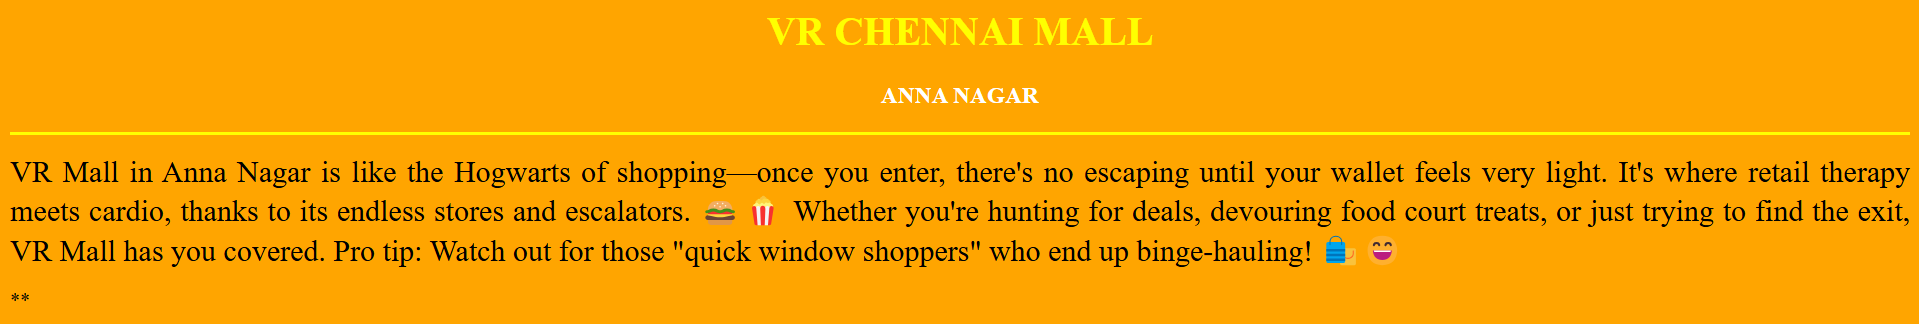 VR CHENNAI MALL
ANNA NAGAR
VR Mall in Anna Nagar is like the Hogwarts of shopping—once you enter, there's no escaping until your wallet feels very light. It's where retail therapy
meets cardio, thanks to its endless stores and escalators. 🍔 🍿 Whether you're hunting for deals, devouring food court treats, or just trying to find the exit,
VR Mall has you covered. Pro tip: Watch out for those "quick window shoppers" who end up binge-hauling! 🛍️ 😄
**